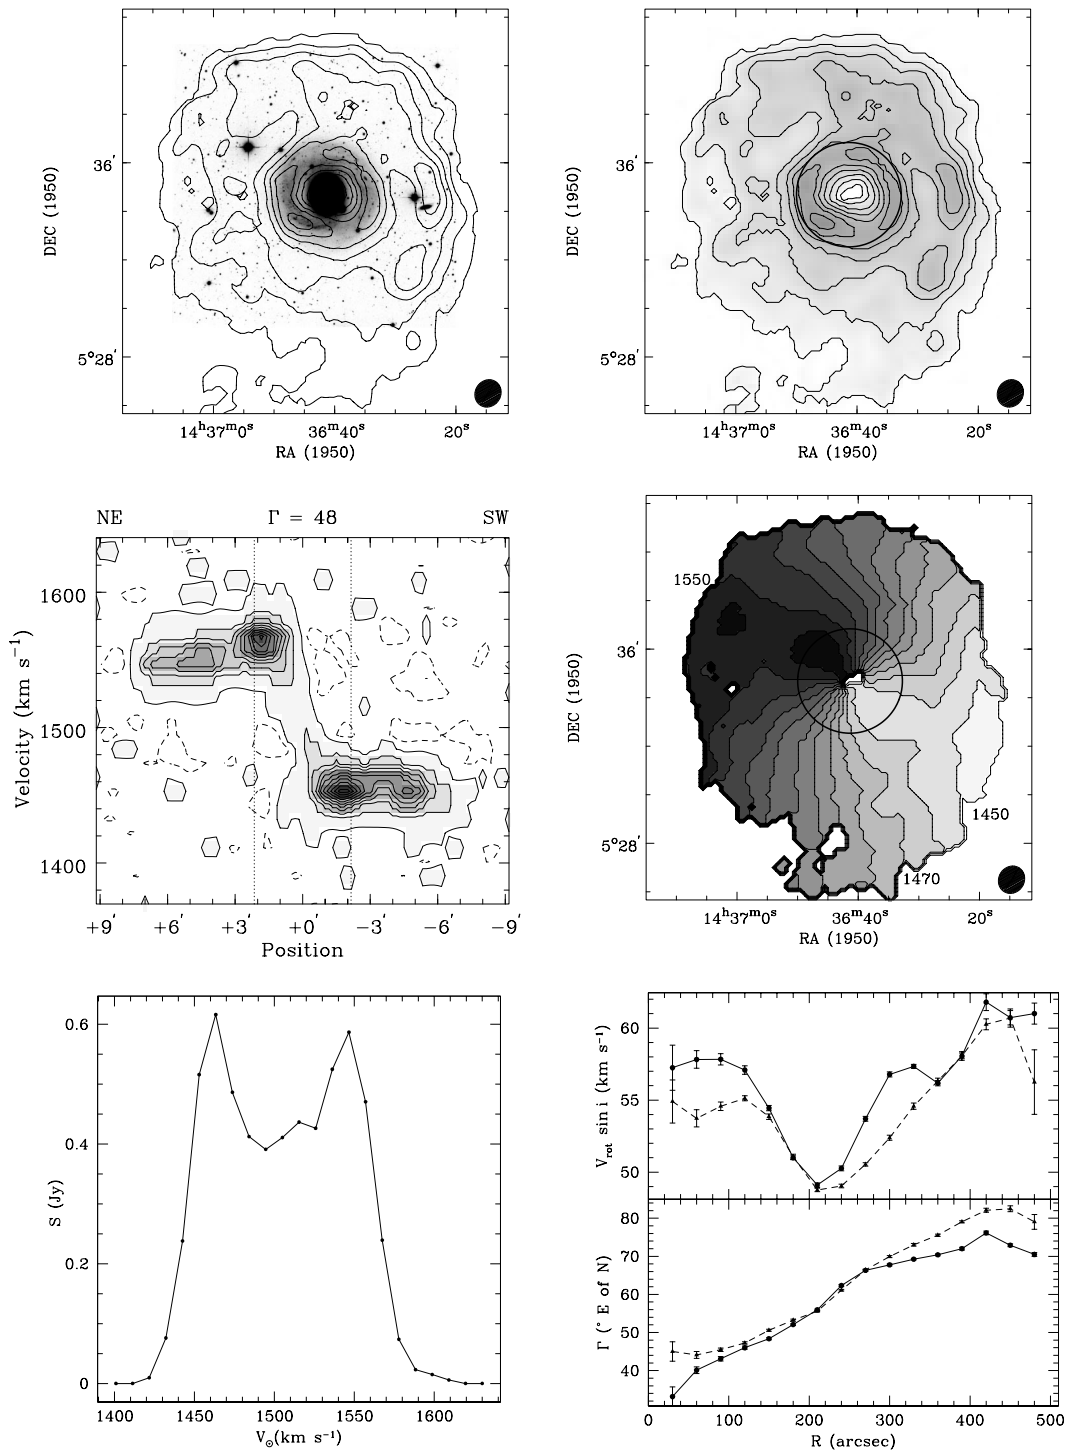 36′
36′
DEC (1950)
DEC (1950)
5°28′
5°28′
14ʰ37ᵐ0ˢ 36ᵐ40ˢ 20ˢ
14ʰ37ᵐ0ˢ 36ᵐ40ˢ 20ˢ
RA (1950)
RA (1950)
NE Γ = 48 SW
1600
1500
1400
Velocity (km s⁻¹)
+9′ +6′ +3′ +0′ −3′ −6′ −9′
Position
1550
36′
DEC (1950)
1450
5°28′
1470
14ʰ37ᵐ0ˢ 36ᵐ40ˢ 20ˢ
RA (1950)
0.6
0.4
S (Jy)
0.2
0
1400 1450 1500 1550 1600
V☉(km s⁻¹)
60
55
50
V_rot sin i (km s⁻¹)
80
70
60
50
40
Γ (° E of N)
0 100 200 300 400 500
R (arcsec)